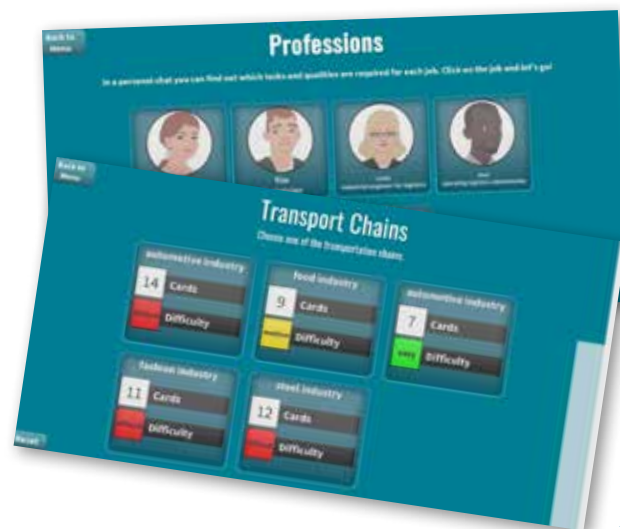 Back to
Menu
Professions
In a personal chat you can find out which tasks and qualities are required for each job. Click on the job and let's go!
Back to
Menu
Transport Chains
Choose one of the transportation chains.
automotive industry
14 Cards
Difficulty
food industry
9 Cards
medium Difficulty
automotive industry
7 Cards
easy Difficulty
fashion industry
11 Cards
Difficulty
steel industry
12 Cards
Difficulty
Reset